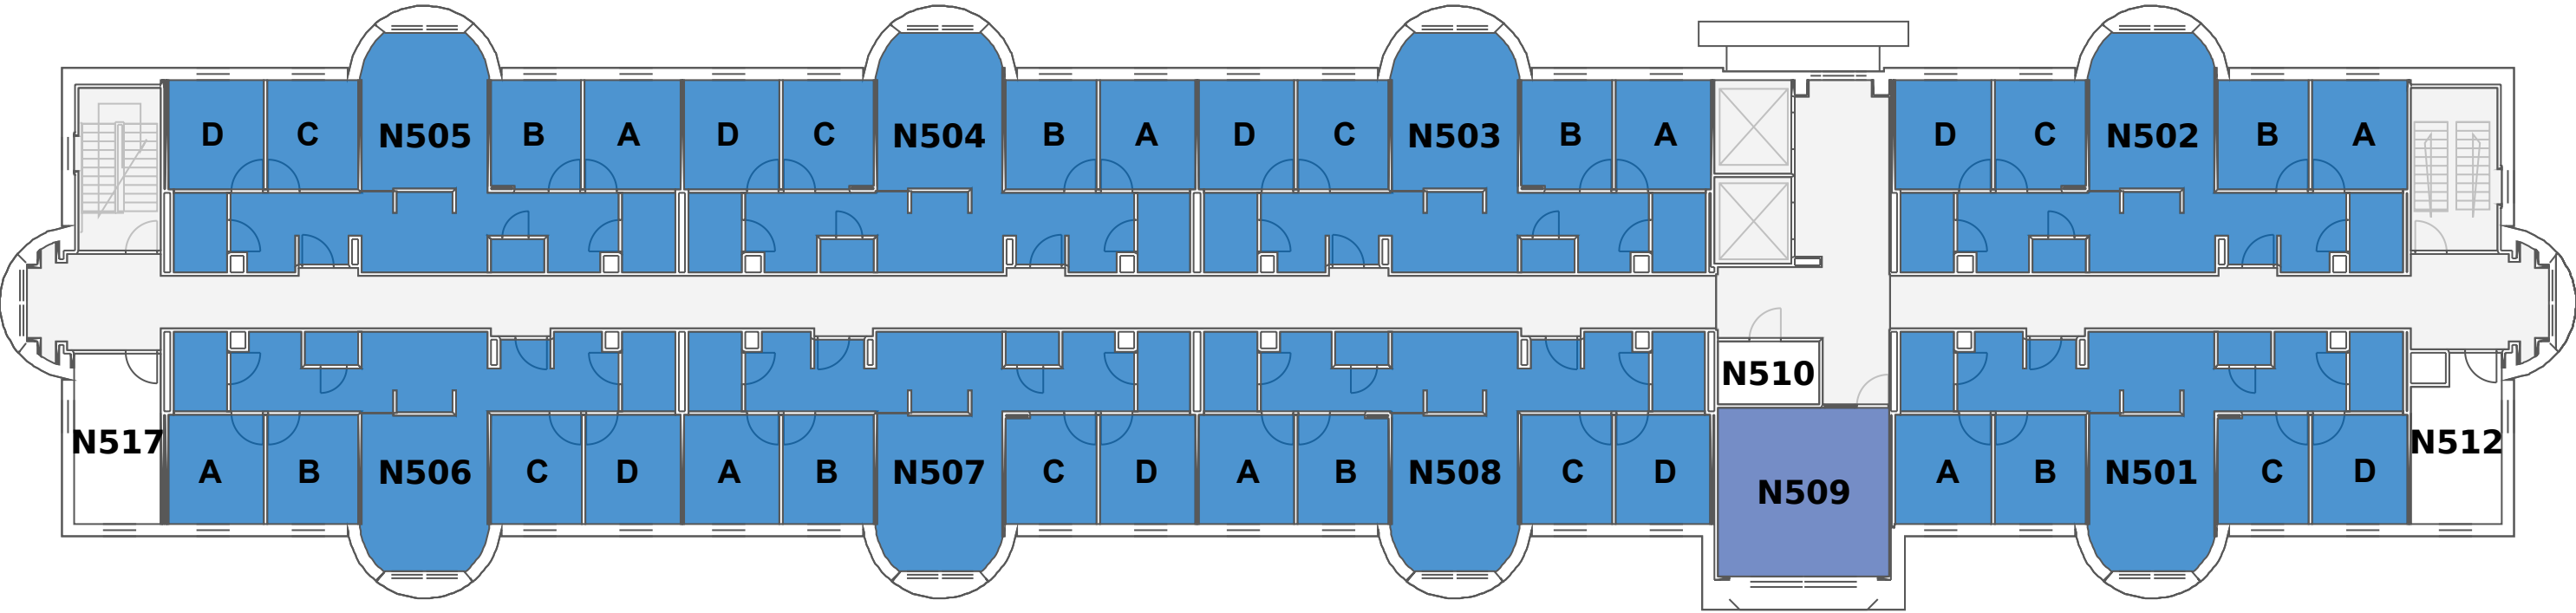 D C N505 B A D C N504 B A D C N503 B A D C N502 B A
N510
N517 N512
A B N506 C D A B N507 C D A B N508 C D A B N501 C D
N509